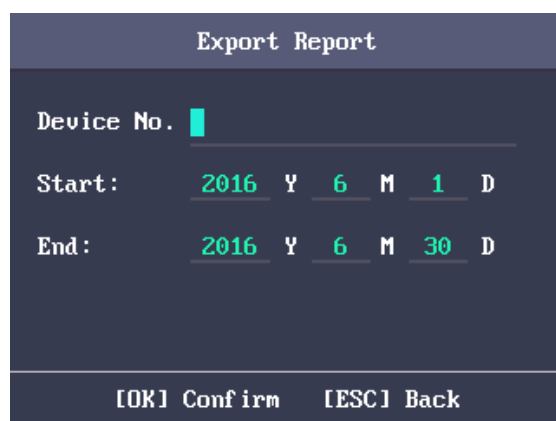 Export Report
Device No.
Start: 2016 Y 6 M 1 D
End: 2016 Y 6 M 30 D
[OK] Confirm [ESC] Back